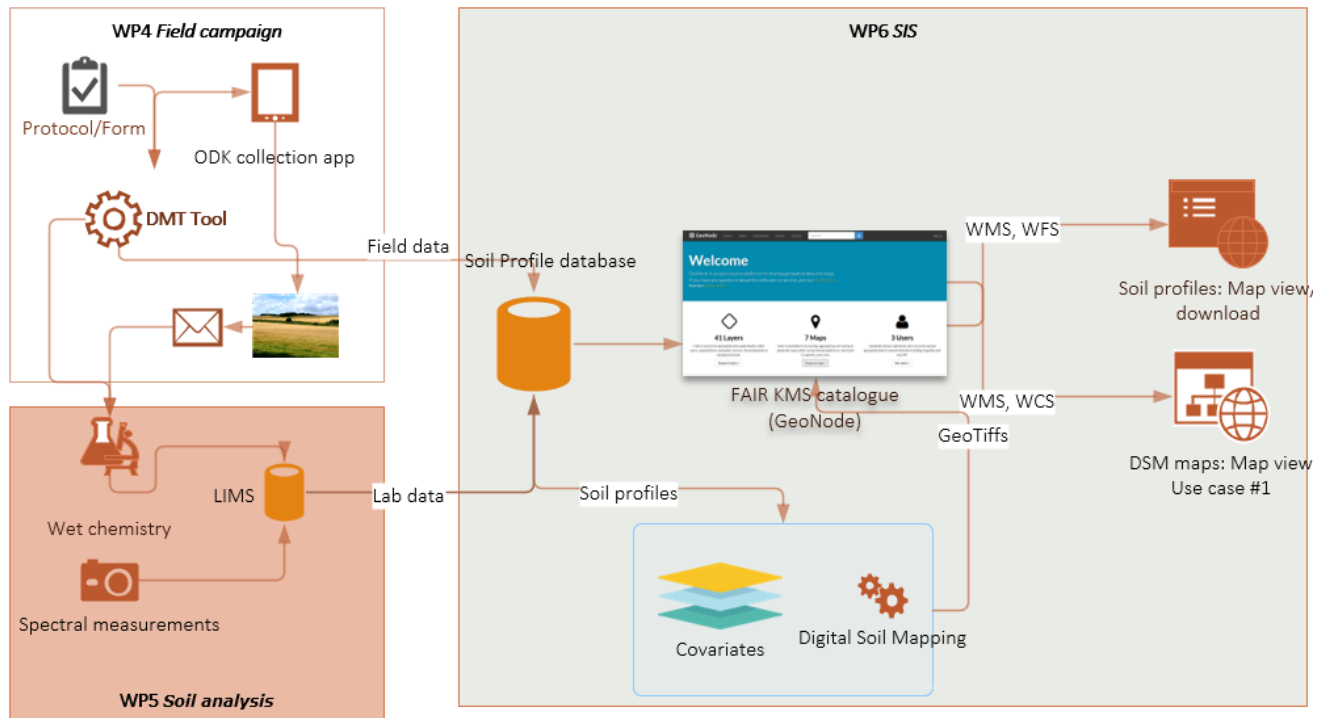 WP4 Field campaign
Protocol/Form
ODK collection app
DMT Tool
Field data
WP5 Soil analysis
Wet chemistry
LIMS
Spectral measurements
Lab data
WP6 SIS
Soil Profile database
GeoNode
Welcome
41 Layers
7 Maps
3 Users
FAIR KMS catalogue
(GeoNode)
WMS, WFS
Soil profiles: Map view,
download
WMS, WCS
GeoTiffs
DSM maps: Map view
Use case #1
Soil profiles
Covariates
Digital Soil Mapping